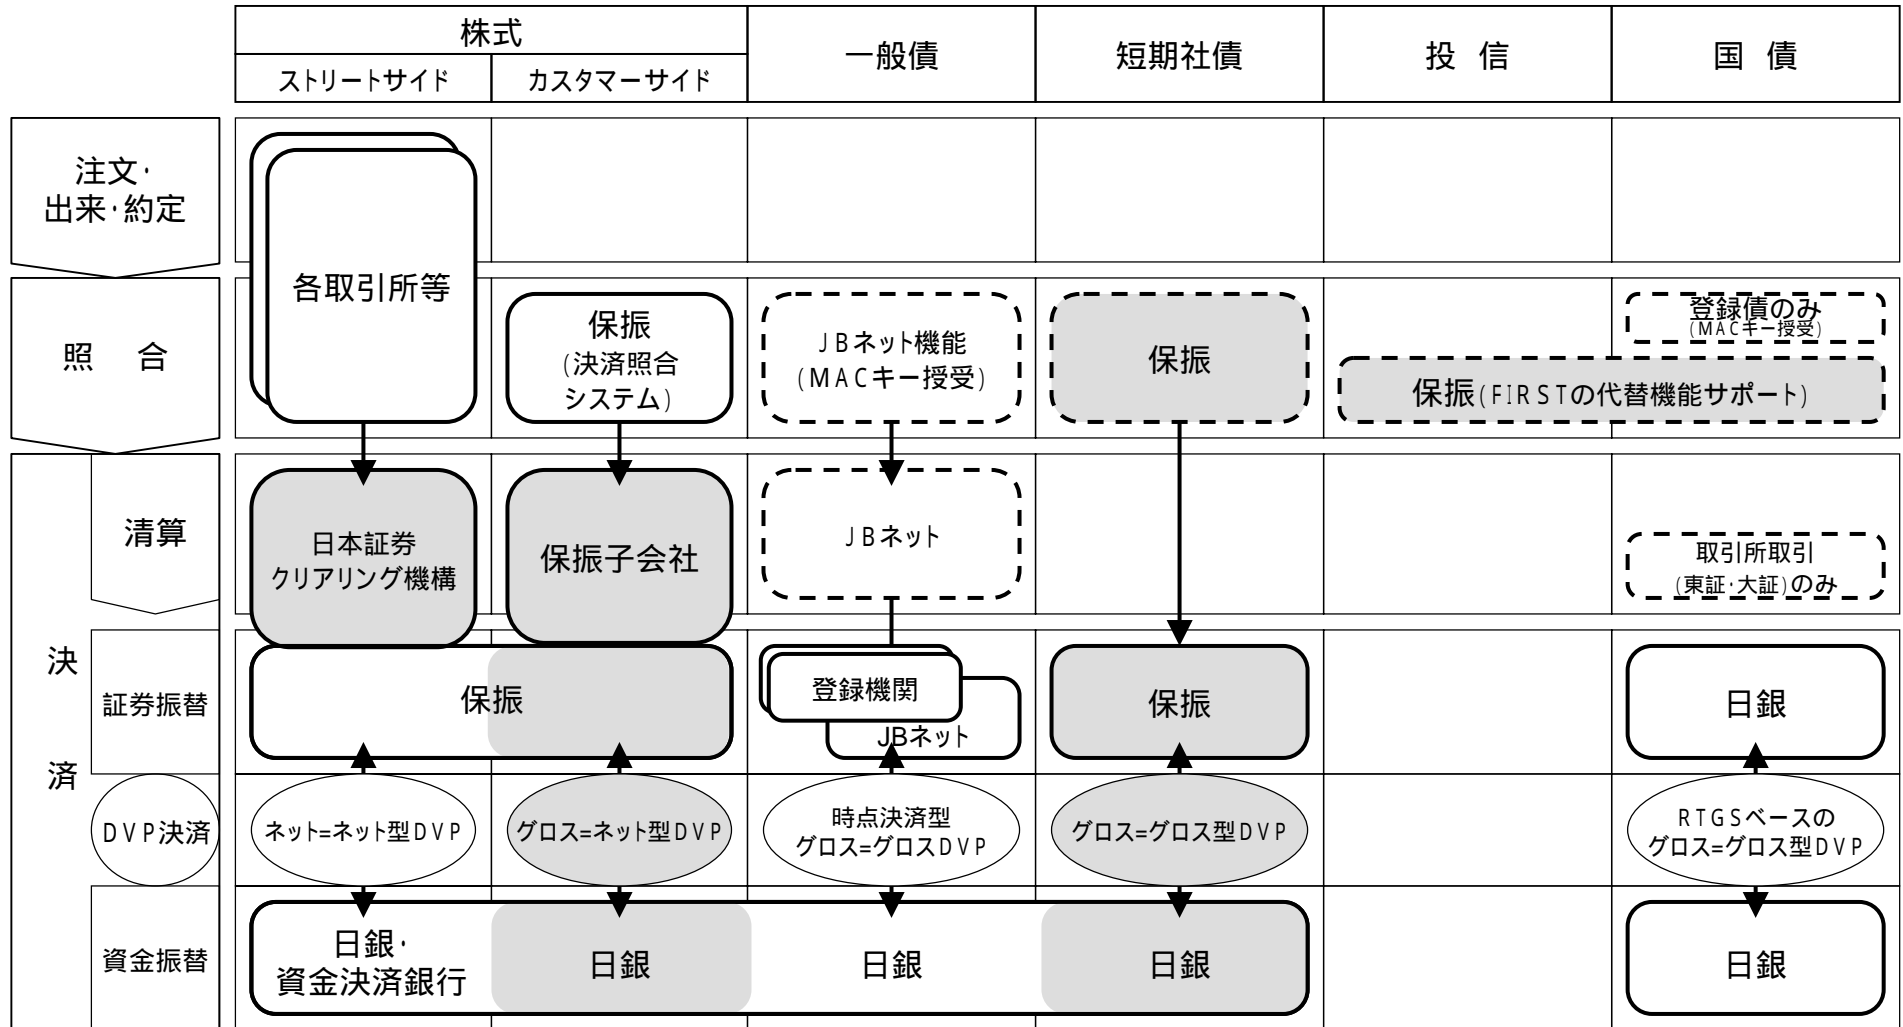 株式
一般債
短期社債
投 信
国 債
ストリートサイド
カスタマーサイド
注文・
出来・約定
各取引所等
照 合
保振
(決済照合
システム)
JBネット機能
(MACキー授受)
保振
登録債のみ
(MACキー授受)
保振(FIRSTの代替機能サポート)
決
済
清算
日本証券
クリアリング機構
保振子会社
JBネット
取引所取引
(東証・大証)のみ
証券振替
保振
登録機関
JBネット
保振
日銀
DVP決済
ネット=ネット型DVP
グロス=ネット型DVP
時点決済型
グロス=グロスDVP
グロス=グロス型DVP
RTGSベースの
グロス=グロス型DVP
資金振替
日銀・
資金決済銀行
日銀
日銀
日銀
日銀